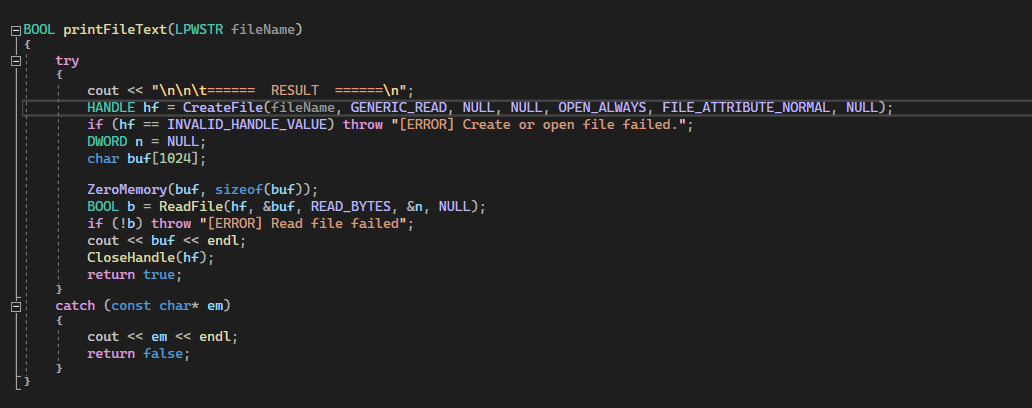 BOOL printFileText(LPWSTR fileName)
{
try
{
cout << "\n\n\t====== RESULT ======\n";
HANDLE hf = CreateFile(fileName, GENERIC_READ, NULL, NULL, OPEN_ALWAYS, FILE_ATTRIBUTE_NORMAL, NULL);
if (hf == INVALID_HANDLE_VALUE) throw "[ERROR] Create or open file failed.";
DWORD n = NULL;
char buf[1024];
ZeroMemory(buf, sizeof(buf));
BOOL b = ReadFile(hf, &buf, READ_BYTES, &n, NULL);
if (!b) throw "[ERROR] Read file failed";
cout << buf << endl;
CloseHandle(hf);
return true;
}
catch (const char* em)
{
cout << em << endl;
return false;
}
}